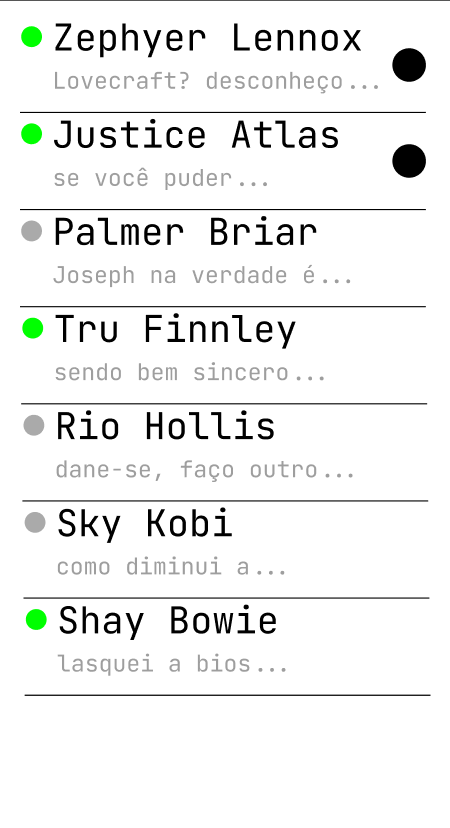 Zephyer Lennox
Lovecraft? desconheço...
Justice Atlas
se você puder...
Palmer Briar
Joseph na verdade é...
Tru Finnley
sendo bem sincero...
Rio Hollis
dane-se, faço outro...
Sky Kobi
como diminui a...
Shay Bowie
lasquei a bios...